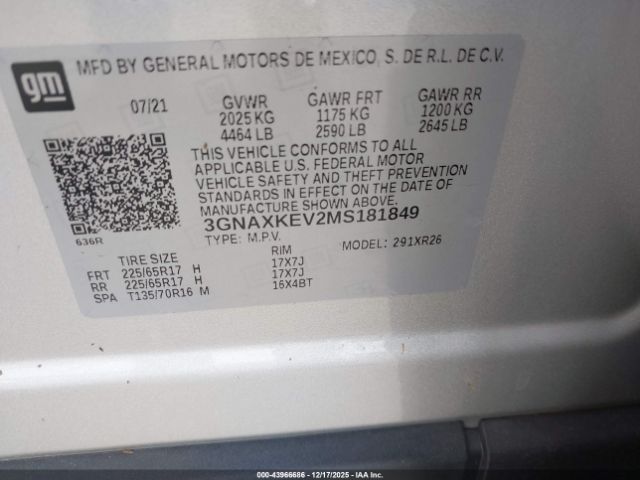 gm
MFD BY GENERAL MOTORS DE MEXICO, S. DE R.L. DE C.V.
07/21 GVWR GAWR FRT GAWR RR
2025 KG 1175 KG 1200 KG
4464 LB 2590 LB 2645 LB
THIS VEHICLE CONFORMS TO ALL
APPLICABLE U.S. FEDERAL MOTOR
VEHICLE SAFETY AND THEFT PREVENTION
STANDARDS IN EFFECT ON THE DATE OF
MANUFACTURE SHOWN ABOVE.
3GNAXKEV2MS181849
636R
TYPE: M.P.V. MODEL: 291XR26
TIRE SIZE RIM
FRT 225/65R17 H 17X7J
RR 225/65R17 H 17X7J
SPA T135/70R16 M 16X4BT
00-43966686 - 12/17/2025 - IAA Inc.